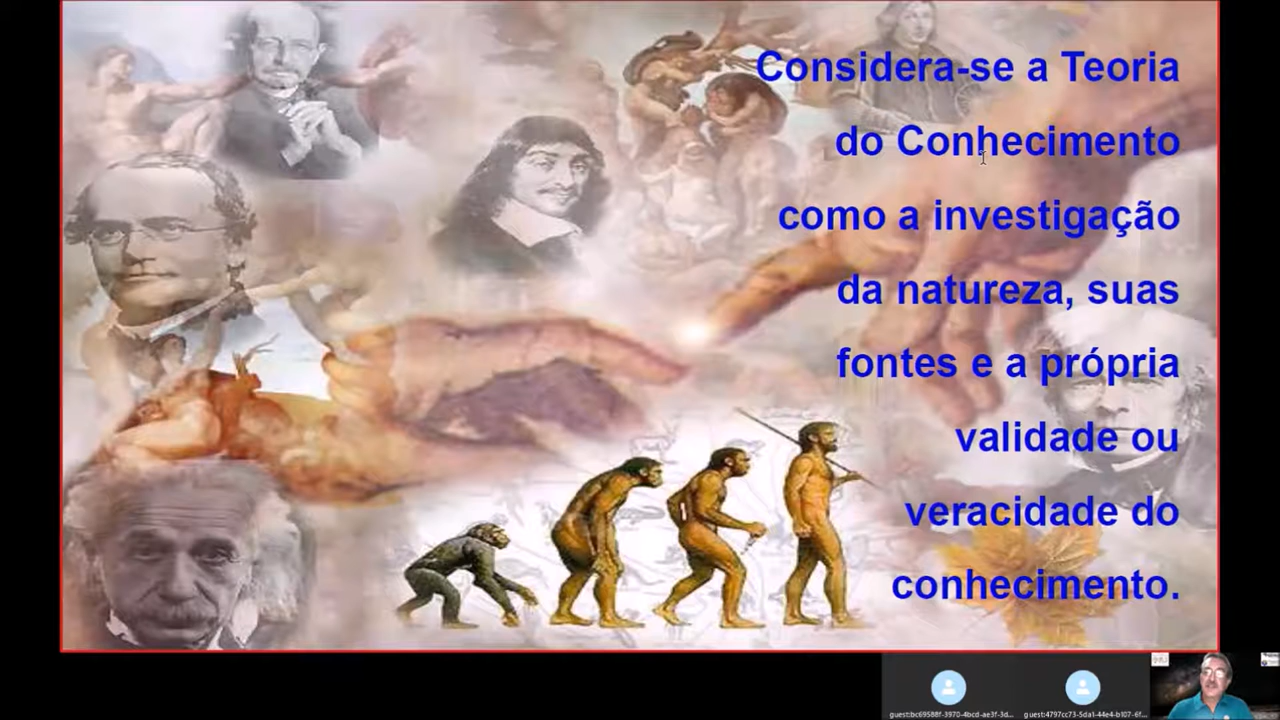 Considera-se a Teoria
do Conhecimento
como a investigação
da natureza, suas
fontes e a própria
validade ou
veracidade do
conhecimento.